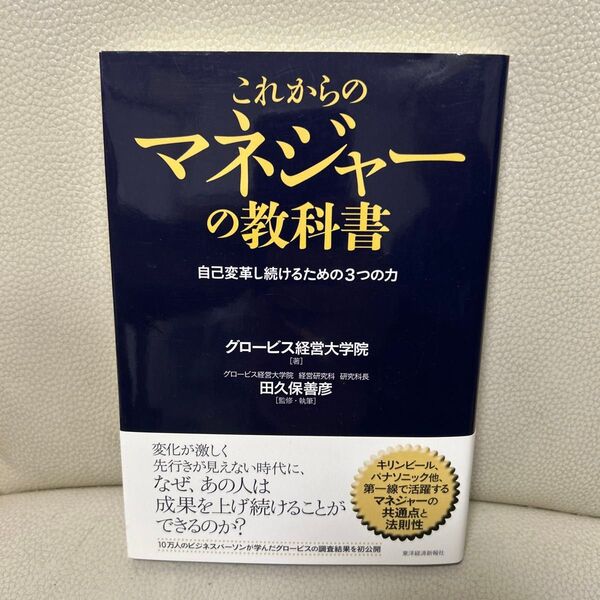 これからの
マネジャー
の教科書
自己変革し続けるための3つの力
グロービス経営大学院
[著]
グロービス経営大学院 経営研究科 研究科長
田久保善彦
[監修・執筆]
変化が激しく
先行きが見えない時代に、
なぜ、あの人は
成果を上げ続けることが
できるのか?
10万人のビジネスパーソンが学んだグロービスの調査結果を初公開
キリンビール、
パナソニック他、
第一線で活躍する
マネジャーの
共通点と
法則性
東洋経済新報社